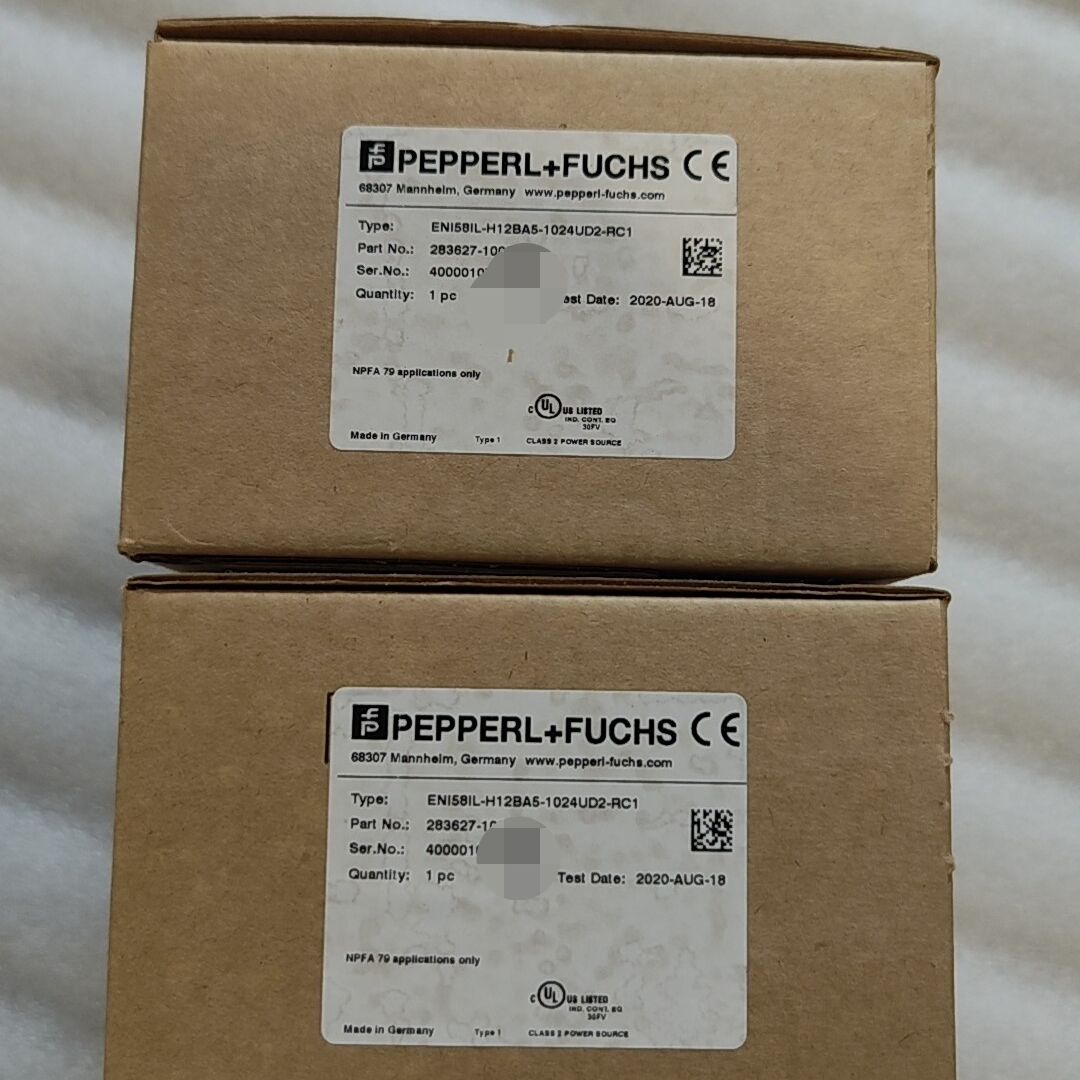 PEPPERL+FUCHS CE
68307 Mannheim, Germany www.pepperl-fuchs.com
Type: ENI58IL-H12BA5-1024UD2-RC1
Part No.: 283627-100
Ser.No.: 4000010
Quantity: 1 pc est Date: 2020-AUG-18
NPFA 79 applications only
C UL US LISTED
IND. CONT. EQ
30FV
Made in Germany Type 1 CLASS 2 POWER SOURCE
PEPPERL+FUCHS CE
68307 Mannheim, Germany www.pepperl-fuchs.com
Type: ENI58IL-H12BA5-1024UD2-RC1
Part No.: 283627-10
Ser.No.: 400001
Quantity: 1 pc Test Date: 2020-AUG-18
NPFA 79 applications only
C UL US LISTED
IND. CONT. EQ
30FV
Made in Germany Type 1 CLASS 2 POWER SOURCE